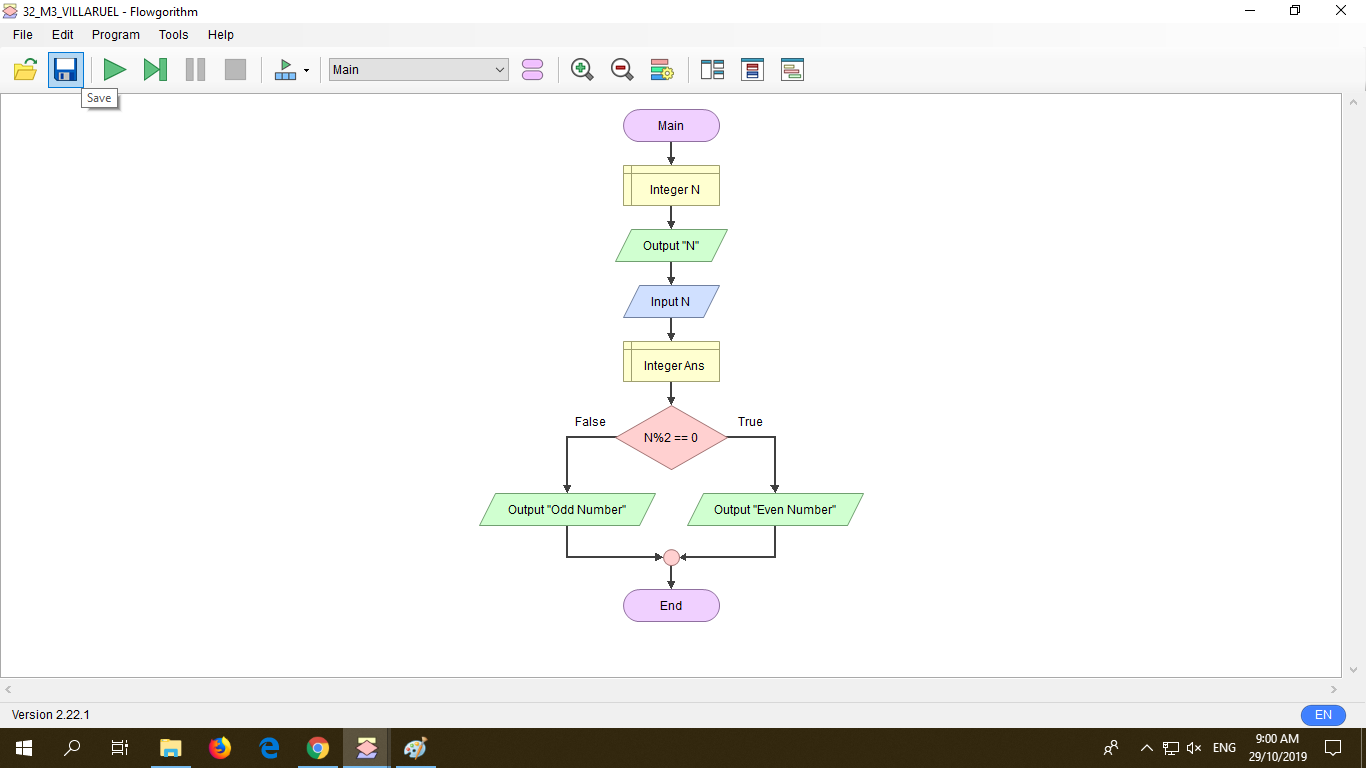 32_M3_VILLARUEL - Flowgorithm
File Edit Program Tools Help
Main
Save
Main
Integer N
Output "N"
Input N
Integer Ans
False
True
N%2 == 0
Output "Odd Number"
Output "Even Number"
End
Version 2.22.1
EN
ENG
9:00 AM
29/10/2019